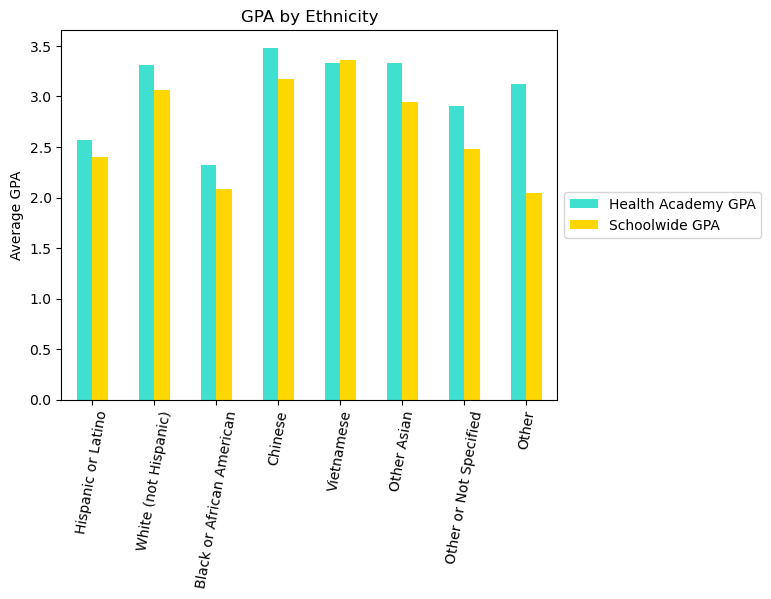 GPA by Ethnicity
Average GPA
3.5
3.0
2.5
2.0
1.5
1.0
0.5
0.0
Hispanic or Latino
White (not Hispanic)
Black or African American
Chinese
Vietnamese
Other Asian
Other or Not Specified
Other
Health Academy GPA
Schoolwide GPA